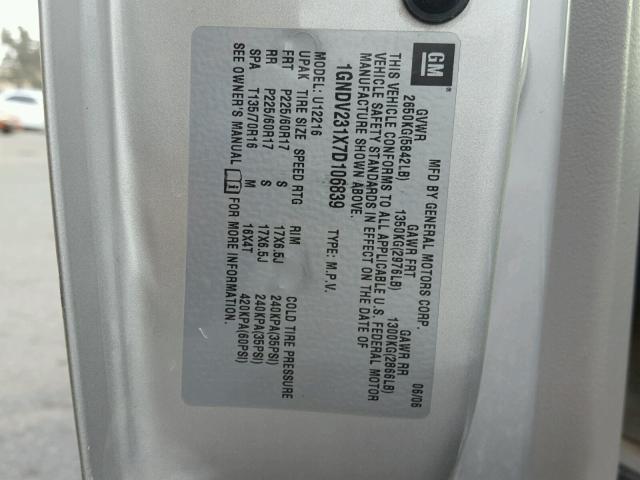 GM ®
MFD BY GENERAL MOTORS CORP. 06/06
GVWR GAWR FRT GAWR RR
2650KG(5842LB) 1350KG(2976LB) 1300KG(2866LB)
THIS VEHICLE CONFORMS TO ALL APPLICABLE U.S. FEDERAL MOTOR
VEHICLE SAFETY STANDARDS IN EFFECT ON THE DATE OF
MANUFACTURE SHOWN ABOVE.
1GNDV231X7D106839 TYPE: M.P.V.
MODEL: U12216
UPAK TIRE SIZE SPEED RTG RIM COLD TIRE PRESSURE
FRT P225/60R17 S 17X6.5J 240KPA(35PSI)
RR P225/60R17 S 17X6.5J 240KPA(35PSI)
SPA T135/70R16 M 16X4T 420KPA(60PSI)
SEE OWNER'S MANUAL i FOR MORE INFORMATION.